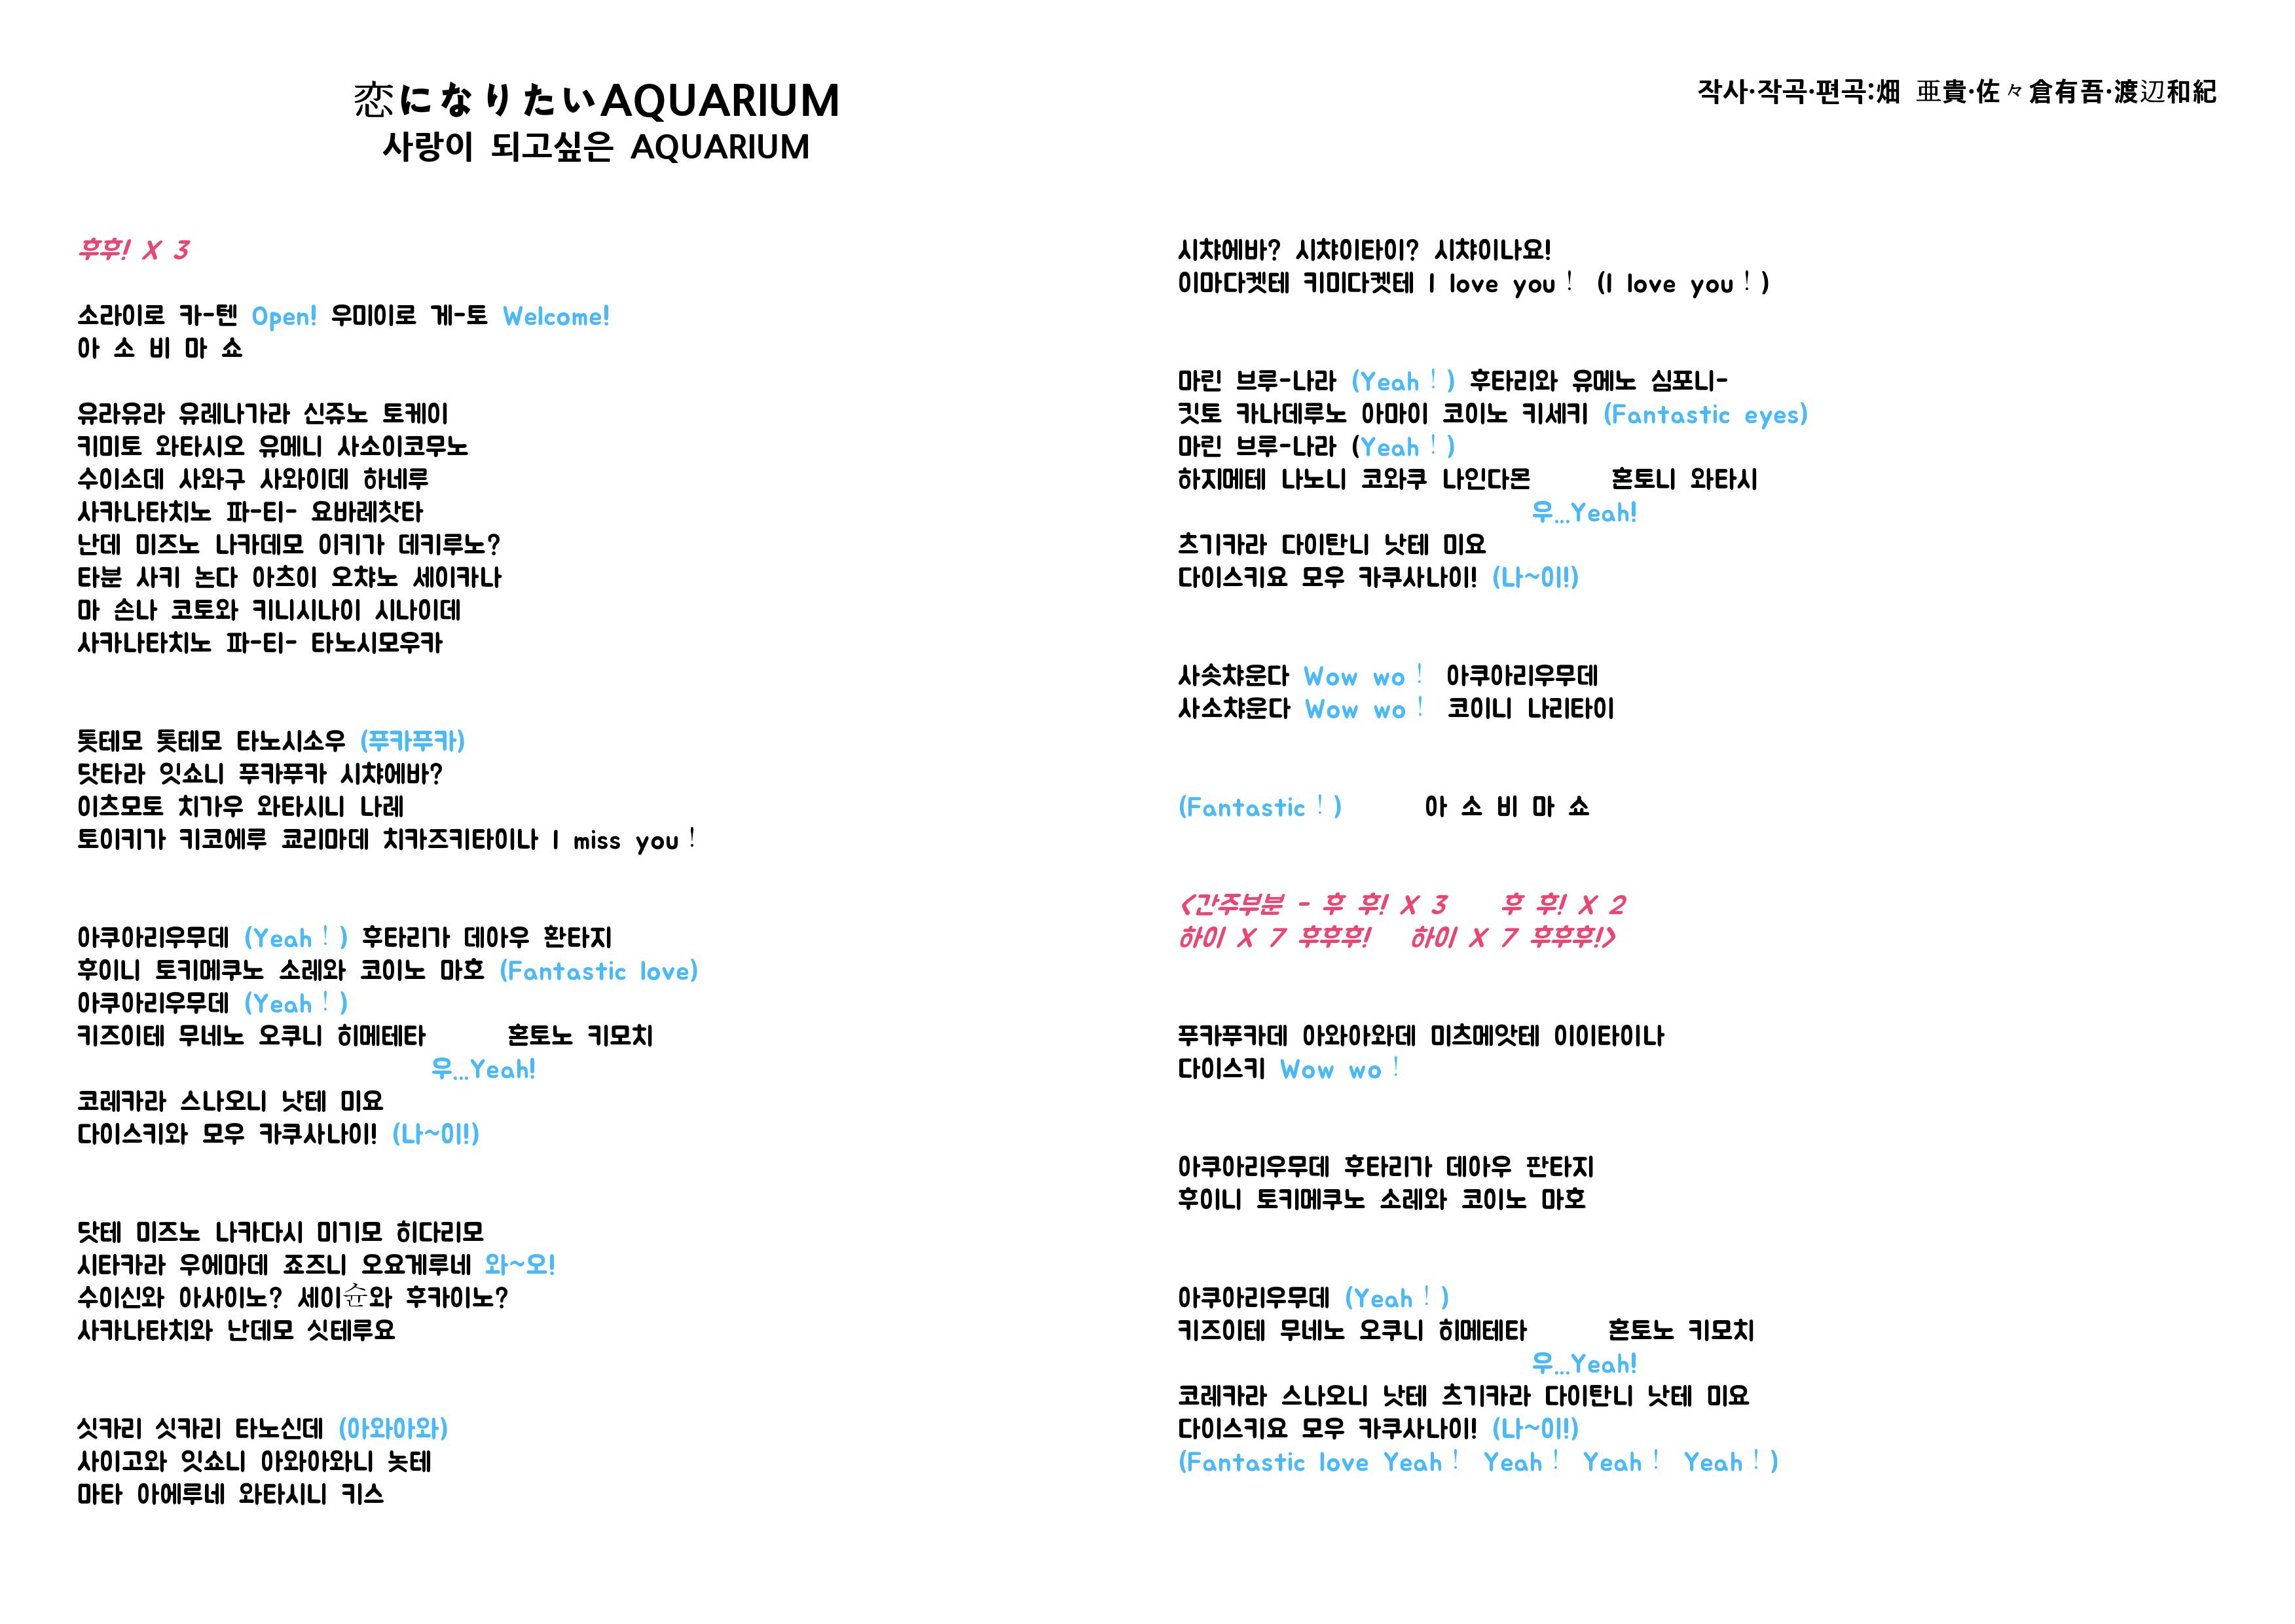 恋になりたいAQUARIUM
사랑이 되고싶은 AQUARIUM
작사·작곡·편곡:畑 亜貴·佐々倉有吾·渡辺和紀
후후! X 3
소라이로 카-텐 Open! 우미이로 게-토 Welcome!
아 소 비 마 쇼
유라유라 유레나가라 신쥬노 토케이
키미토 와타시오 유메니 사소이코무노
수이소데 사와구 사와이데 하네루
사카나타치노 파-티- 요바레찻타
난데 미즈노 나카데모 이키가 데키루노?
타분 사키 논다 아츠이 오챠노 세이카나
마 손나 코토와 키니시나이 시나이데
사카나타치노 파-티- 타노시모우카
톳테모 톳테모 타노시소우 (푸카푸카)
닷타라 잇쇼니 푸카푸카 시챠에바?
이츠모토 치가우 와타시니 나레
토이키가 키코에루 쿄리마데 치카즈키타이나 I miss you！
아쿠아리우무데 (Yeah！) 후타리가 데아우 환타지
후이니 토키메쿠노 소레와 코이노 마호 (Fantastic love)
아쿠아리우무데 (Yeah！)
키즈이테 무네노 오쿠니 히메테타 혼토노 키모치
우...Yeah!
코레카라 스나오니 낫테 미요
다이스키와 모우 카쿠사나이! (나~이!)
닷테 미즈노 나카다시 미기모 히다리모
시타카라 우에마데 죠즈니 오요게루네 와~오!
수이신와 아사이노? 세이슌와 후카이노?
사카나타치와 난데모 싯테루요
싯카리 싯카리 타노신데 (아와아와)
사이고와 잇쇼니 아와아와니 놋테
마타 아에루네 와타시니 키스
시챠에바? 시챠이타이? 시챠이나요!
이마다켓테 키미다켓테 I love you！ (I love you！)
마린 브루-나라 (Yeah！) 후타리와 유메노 심포니-
킷토 카나데루노 아마이 코이노 키세키 (Fantastic eyes)
마린 브루-나라 (Yeah！)
하지메테 나노니 코와쿠 나인다몬 혼토니 와타시
우...Yeah!
츠기카라 다이탄니 낫테 미요
다이스키요 모우 카쿠사나이! (나~이!)
사솟챠운다 Wow wo！ 아쿠아리우무데
사소챠운다 Wow wo！ 코이니 나리타이
(Fantastic！) 아 소 비 마 쇼
<간주부분 - 후 후! X 3 후 후! X 2
하이 X 7 후후후! 하이 X 7 후후후!>
푸카푸카데 아와아와데 미츠메앗테 이이타이나
다이스키 Wow wo！
아쿠아리우무데 후타리가 데아우 판타지
후이니 토키메쿠노 소레와 코이노 마호
아쿠아리우무데 (Yeah！)
키즈이테 무네노 오쿠니 히메테타 혼토노 키모치
우...Yeah!
코레카라 스나오니 낫테 츠기카라 다이탄니 낫테 미요
다이스키요 모우 카쿠사나이! (나~이!)
(Fantastic love Yeah！ Yeah！ Yeah！ Yeah！)